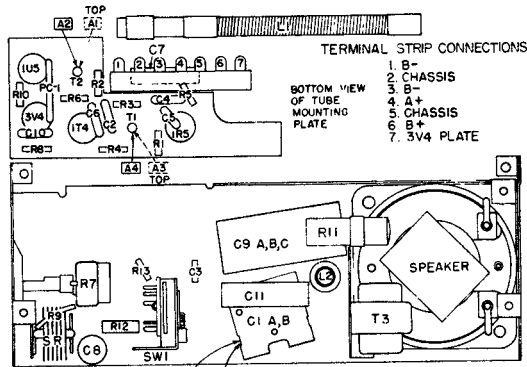 A2
TOP
A1
T2
1U5
R10
PC-1
3V4
C10
R8
R6
R2
C6
C2
1T4
R3
R4
T1
A4
A3
TOP
R1
C7
1 2 3 4 5 6 7
R5
C4
C5
1R5
BOTTOM VIEW
OF TUBE
MOUNTING
PLATE
TERMINAL STRIP CONNECTIONS
1. B-
2. CHASSIS
3. B-
4. A+
5. CHASSIS
6 B+
7. 3V4 PLATE
R7
R9
SR
C8
R12
R13
SW1
C3
C9 A,B,C
R11
L2
C11
C1 A,B
SPEAKER
T3